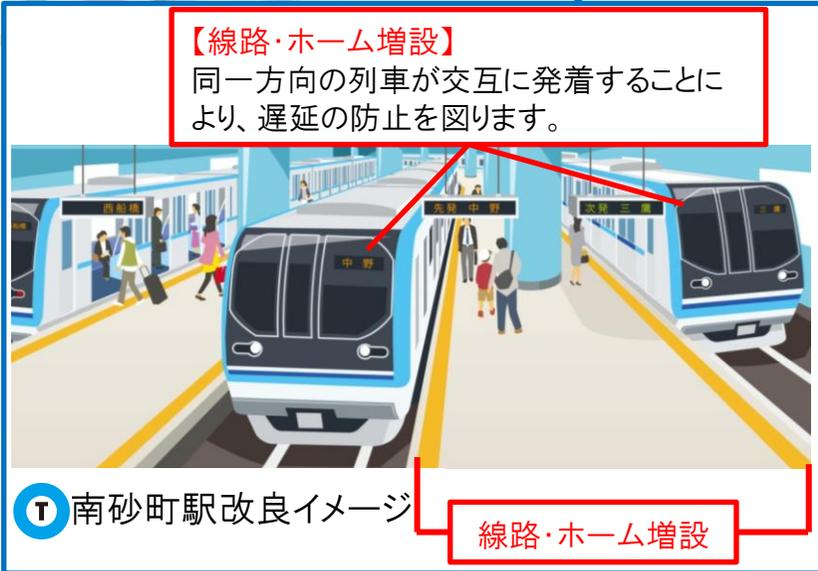 【線路・ホーム増設】
同一方向の列車が交互に発着することに
より、遅延の防止を図ります。
西船橋
先発 中野
次発 三鷹
三鷹
中野
T 南砂町駅改良イメージ
線路・ホーム増設